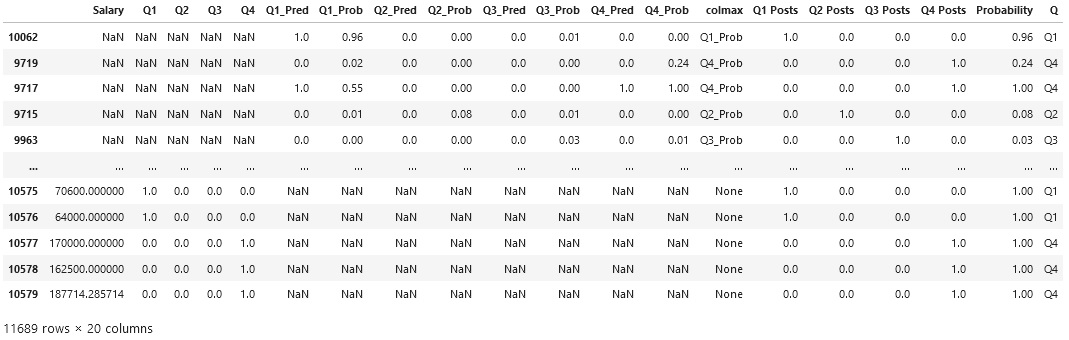 Salary Q1 Q2 Q3 Q4 Q1_Pred Q1_Prob Q2_Pred Q2_Prob Q3_Pred Q3_Prob Q4_Pred Q4_Prob colmax Q1 Posts Q2 Posts Q3 Posts Q4 Posts Probability Q
10062 NaN NaN NaN NaN NaN 1.0 0.96 0.0 0.00 0.0 0.01 0.0 0.00 Q1_Prob 1.0 0.0 0.0 0.0 0.96 Q1
9719 NaN NaN NaN NaN NaN 0.0 0.02 0.0 0.00 0.0 0.00 0.0 0.24 Q4_Prob 0.0 0.0 0.0 1.0 0.24 Q4
9717 NaN NaN NaN NaN NaN 1.0 0.55 0.0 0.00 0.0 0.00 1.0 1.00 Q4_Prob 0.0 0.0 0.0 1.0 1.00 Q4
9715 NaN NaN NaN NaN NaN 0.0 0.01 0.0 0.08 0.0 0.01 0.0 0.00 Q2_Prob 0.0 1.0 0.0 0.0 0.08 Q2
9963 NaN NaN NaN NaN NaN 0.0 0.00 0.0 0.00 0.0 0.03 0.0 0.01 Q3_Prob 0.0 0.0 1.0 0.0 0.03 Q3
... ... ... ... ... ... ... ... ... ... ... ... ... ... ... ... ... ... ... ... ...
10575 70600.000000 1.0 0.0 0.0 0.0 NaN NaN NaN NaN NaN NaN NaN NaN None 1.0 0.0 0.0 0.0 1.00 Q1
10576 64000.000000 1.0 0.0 0.0 0.0 NaN NaN NaN NaN NaN NaN NaN NaN None 1.0 0.0 0.0 0.0 1.00 Q1
10577 170000.000000 0.0 0.0 0.0 1.0 NaN NaN NaN NaN NaN NaN NaN NaN None 0.0 0.0 0.0 1.0 1.00 Q4
10578 162500.000000 0.0 0.0 0.0 1.0 NaN NaN NaN NaN NaN NaN NaN NaN None 0.0 0.0 0.0 1.0 1.00 Q4
10579 187714.285714 0.0 0.0 0.0 1.0 NaN NaN NaN NaN NaN NaN NaN NaN None 0.0 0.0 0.0 1.0 1.00 Q4
11689 rows × 20 columns